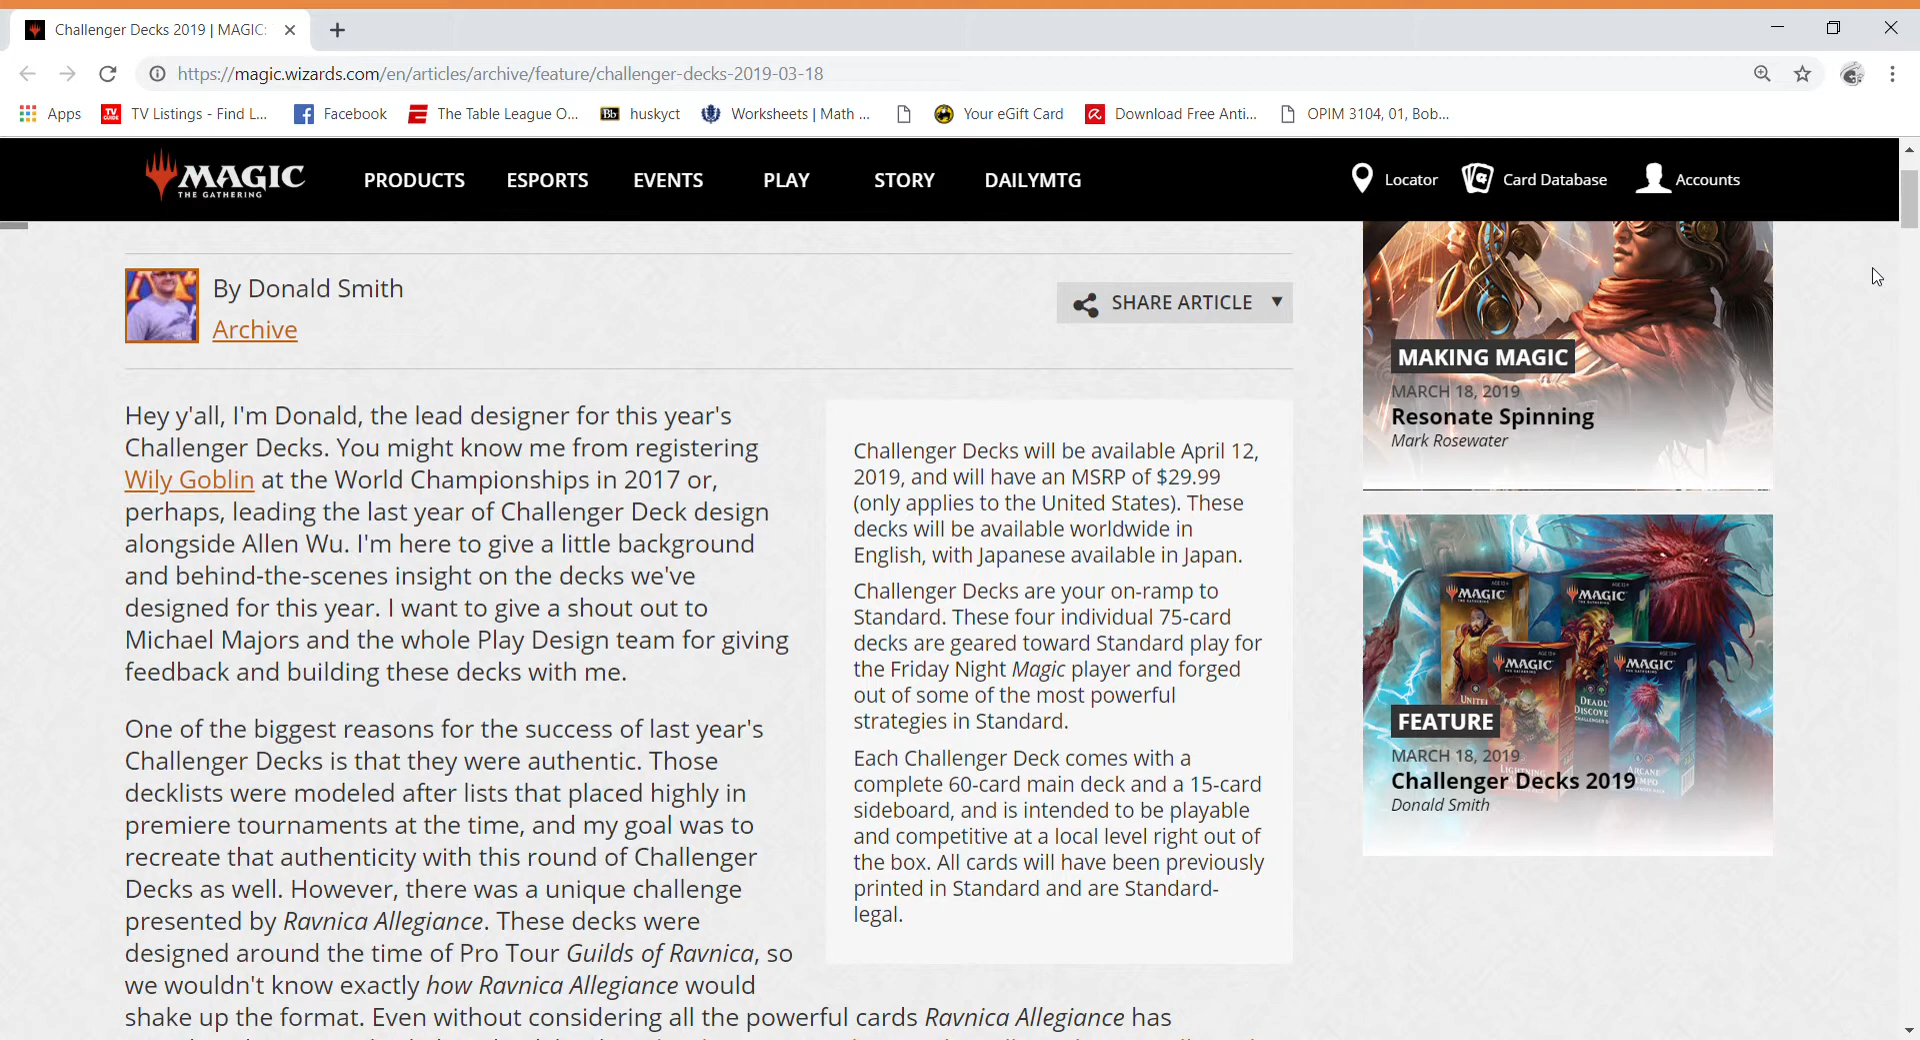 Challenger Decks 2019 | MAGIC:
https://magic.wizards.com/en/articles/archive/feature/challenger-decks-2019-03-18
Apps TV Listings - Find L... Facebook The Table League O... Bb huskyct Worksheets | Math ... Your eGift Card Download Free Anti... OPIM 3104, 01, Bob...
MAGIC THE GATHERING PRODUCTS ESPORTS EVENTS PLAY STORY DAILYMTG Locator Card Database Accounts
By Donald Smith
Archive
SHARE ARTICLE
Hey y'all, I'm Donald, the lead designer for this year's
Challenger Decks. You might know me from registering
Wily Goblin at the World Championships in 2017 or,
perhaps, leading the last year of Challenger Deck design
alongside Allen Wu. I'm here to give a little background
and behind-the-scenes insight on the decks we've
designed for this year. I want to give a shout out to
Michael Majors and the whole Play Design team for giving
feedback and building these decks with me.
One of the biggest reasons for the success of last year's
Challenger Decks is that they were authentic. Those
decklists were modeled after lists that placed highly in
premiere tournaments at the time, and my goal was to
recreate that authenticity with this round of Challenger
Decks as well. However, there was a unique challenge
presented by Ravnica Allegiance. These decks were
designed around the time of Pro Tour Guilds of Ravnica, so
we wouldn't know exactly how Ravnica Allegiance would
shake up the format. Even without considering all the powerful cards Ravnica Allegiance has
Challenger Decks will be available April 12,
2019, and will have an MSRP of $29.99
(only applies to the United States). These
decks will be available worldwide in
English, with Japanese available in Japan.
Challenger Decks are your on-ramp to
Standard. These four individual 75-card
decks are geared toward Standard play for
the Friday Night Magic player and forged
out of some of the most powerful
strategies in Standard.
Each Challenger Deck comes with a
complete 60-card main deck and a 15-card
sideboard, and is intended to be playable
and competitive at a local level right out of
the box. All cards will have been previously
printed in Standard and are Standard-
legal.
MAKING MAGIC
MARCH 18, 2019
Resonate Spinning
Mark Rosewater
MAGIC MAGIC
MAGIC MAGIC
DEADLY
DISCOVE
FEATURE
MARCH 18, 2019
Challenger Decks 2019
Donald Smith